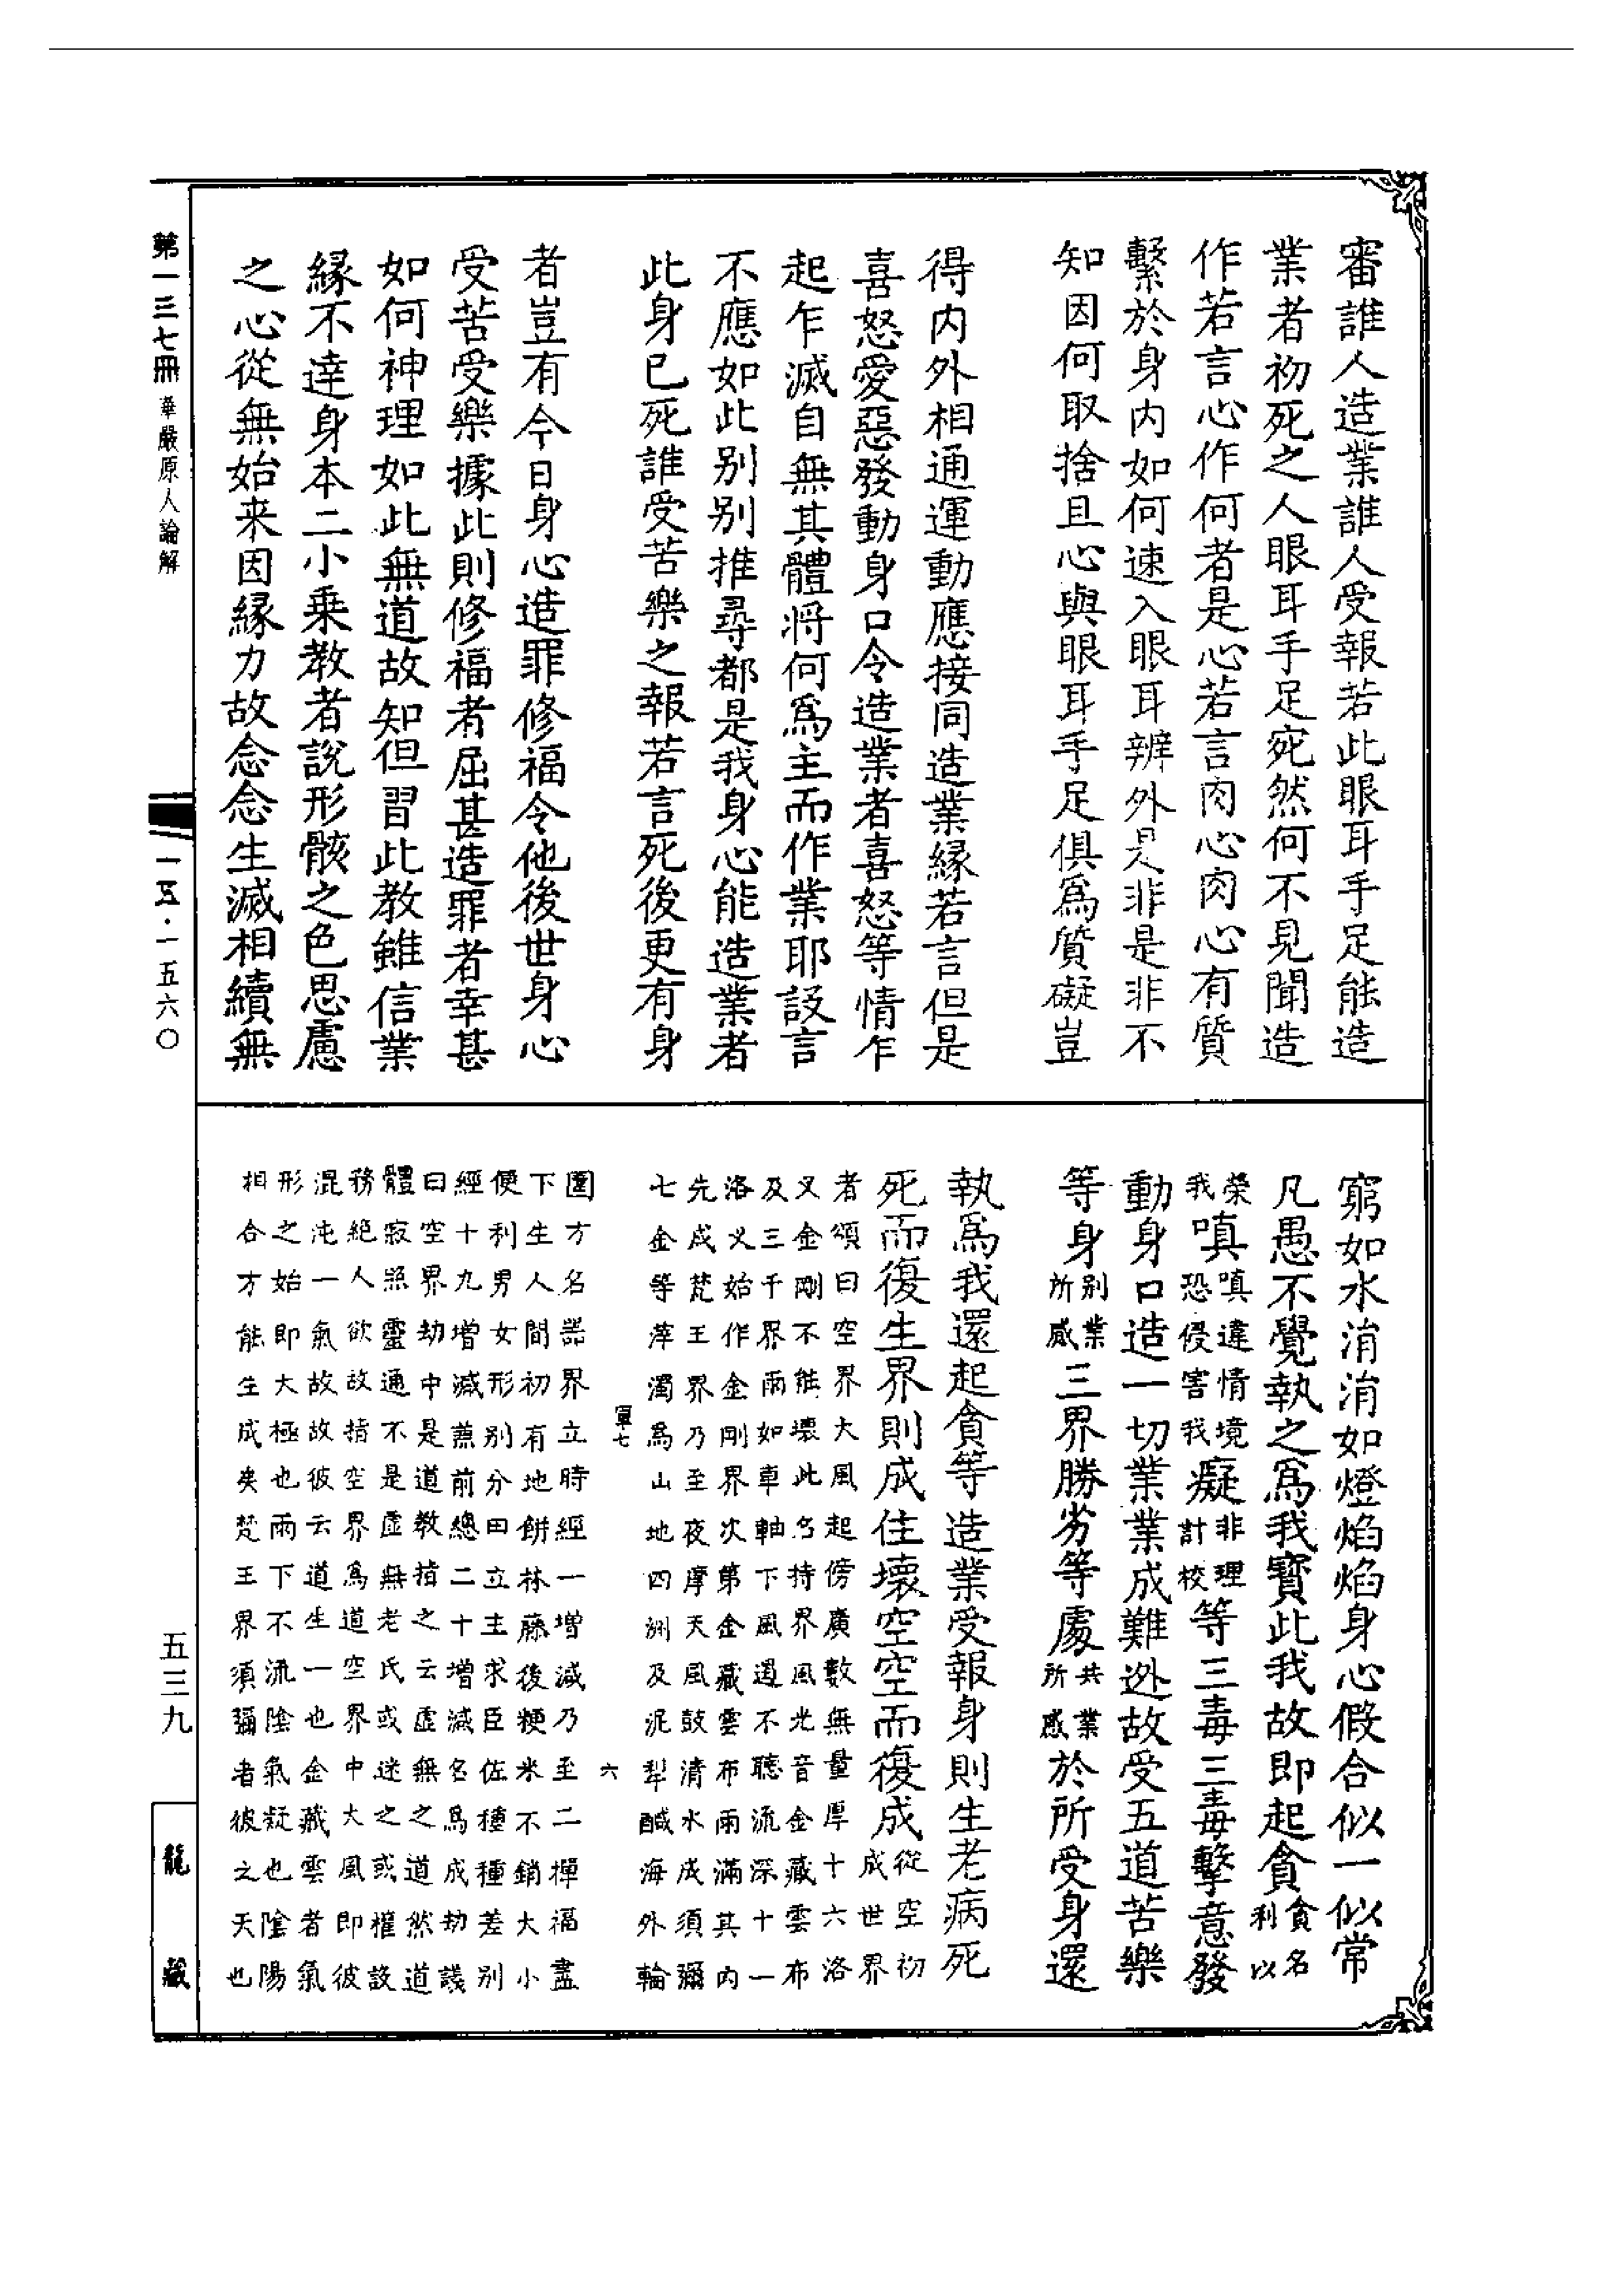 審誰人造業誰人受報若此眼耳手足能造
業者初死之人眼耳手足宛然何不見聞造
作若言心作何者是心若言肉心肉心有質
繫於身内如何速入眼耳辨外是非是非不
知因何取捨且心與眼耳手足俱爲質礙豈
得内外相通運動應接同造業縁若言但是
喜怒愛惡發動身口令造業者喜怒等情乍
起乍滅自無其體將何爲主而作業耶設言
不應如此别别推尋都是我身心能造業者
此身已死誰受苦樂之報若言死後更有身
者豈有今日身心造罪修福令他後世身心
受苦受樂據此則修福者屈甚造罪者幸甚
如何神理如此無道故知但習此教雖信業
縁不達身本二小乗教者說形骸之色思慮
之心從無始来因縁力故念念生滅相續無
窮如水涓涓如燈焰焰身心假合似一似常
凡愚不覺執之爲我寳此我故即起貪貪名利以
榮我嗔嗔違情境恐侵害我癡非理計校等三毒三毒擊意發
動身口造一切業業成難迯故受五道苦樂
等身别業所感三界勝劣等處共業所感於所受身還
執爲我還起貪等造業受報身則生老病死
死而復生界則成住壞空空而復成從空初成世界
者頌曰空界大風起傍廣數無量厚十六洛
叉金剛不能壞此名持界風光音金藏雲布
及三千界雨如車軸下風遏不聽流深十一
洛叉始作金剛界次第金藏雲布雨滿其内
先成梵王界乃至夜摩天風鼓清水成須彌
七金等滓濁爲山地四洲及泥犁鹹海外輪
軍七
六
圍方名器界立時經一增減乃至二禪福盡
下生人間初有地餅林藤後粳米不銷大小
便利男女形别分田立主求臣佐種種差别
經十九增減兼前總二十增減名爲成劫議
曰空界劫中是道教指之云虛無之道然道
體寂照靈通不是虛無老氏或迷之或權設
務絶人欲故指空界爲道空界中大風即彼
混沌一氣故故彼云道生一也金藏雲者氣
形之始即大極也雨下不流陰氣凝也陰陽
相合方能生成矣梵王界須彌者彼之天也
第一三七冊 華嚴原人論解
一五·一五六〇
五三九
龍藏